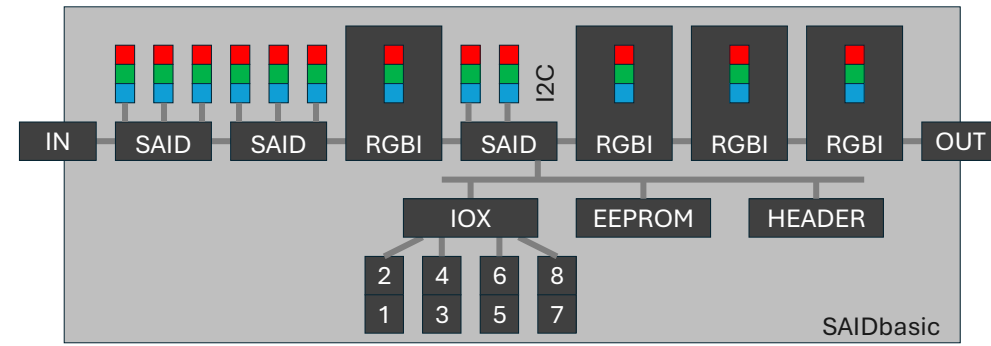 I2C
IN SAID SAID RGBI SAID RGBI RGBI RGBI OUT
IOX EEPROM HEADER
2 4 6 8
1 3 5 7
SAIDbasic